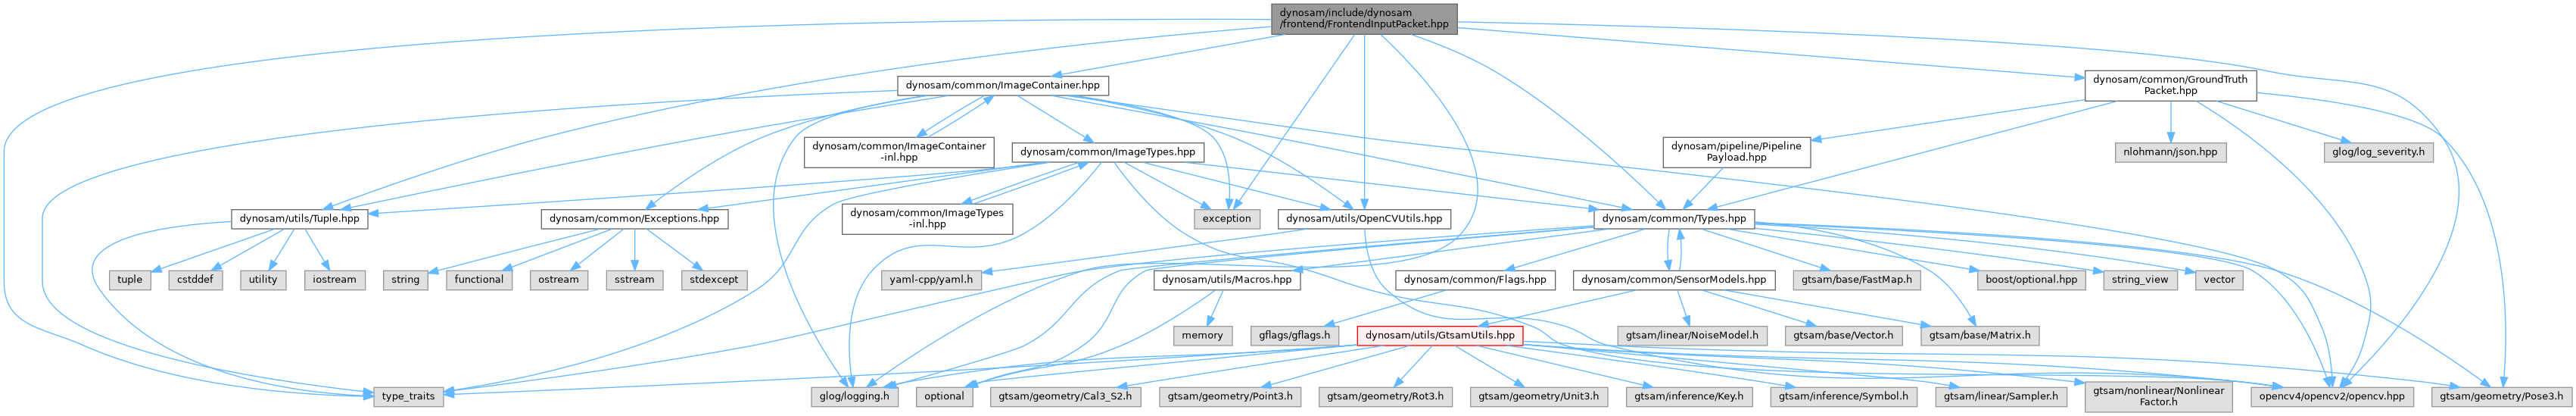 dynosam/include/dynosam
/frontend/FrontendInputPacket.hpp
dynosam/common/ImageContainer.hpp
dynosam/common/GroundTruth
Packet.hpp
dynosam/common/ImageContainer
-inl.hpp
dynosam/common/ImageTypes.hpp
dynosam/pipeline/Pipeline
Payload.hpp
nlohmann/json.hpp
glog/log_severity.h
dynosam/utils/Tuple.hpp
dynosam/common/Exceptions.hpp
dynosam/common/ImageTypes
-inl.hpp
exception
dynosam/utils/OpenCVUtils.hpp
dynosam/common/Types.hpp
tuple
cstddef
utility
iostream
string
functional
ostream
sstream
stdexcept
yaml-cpp/yaml.h
dynosam/utils/Macros.hpp
dynosam/common/Flags.hpp
dynosam/common/SensorModels.hpp
gtsam/base/FastMap.h
boost/optional.hpp
string_view
vector
memory
gflags/gflags.h
dynosam/utils/GtsamUtils.hpp
gtsam/linear/NoiseModel.h
gtsam/base/Vector.h
gtsam/base/Matrix.h
type_traits
glog/logging.h
optional
gtsam/geometry/Cal3_S2.h
gtsam/geometry/Point3.h
gtsam/geometry/Rot3.h
gtsam/geometry/Unit3.h
gtsam/inference/Key.h
gtsam/inference/Symbol.h
gtsam/linear/Sampler.h
gtsam/nonlinear/Nonlinear
Factor.h
opencv4/opencv2/opencv.hpp
gtsam/geometry/Pose3.h